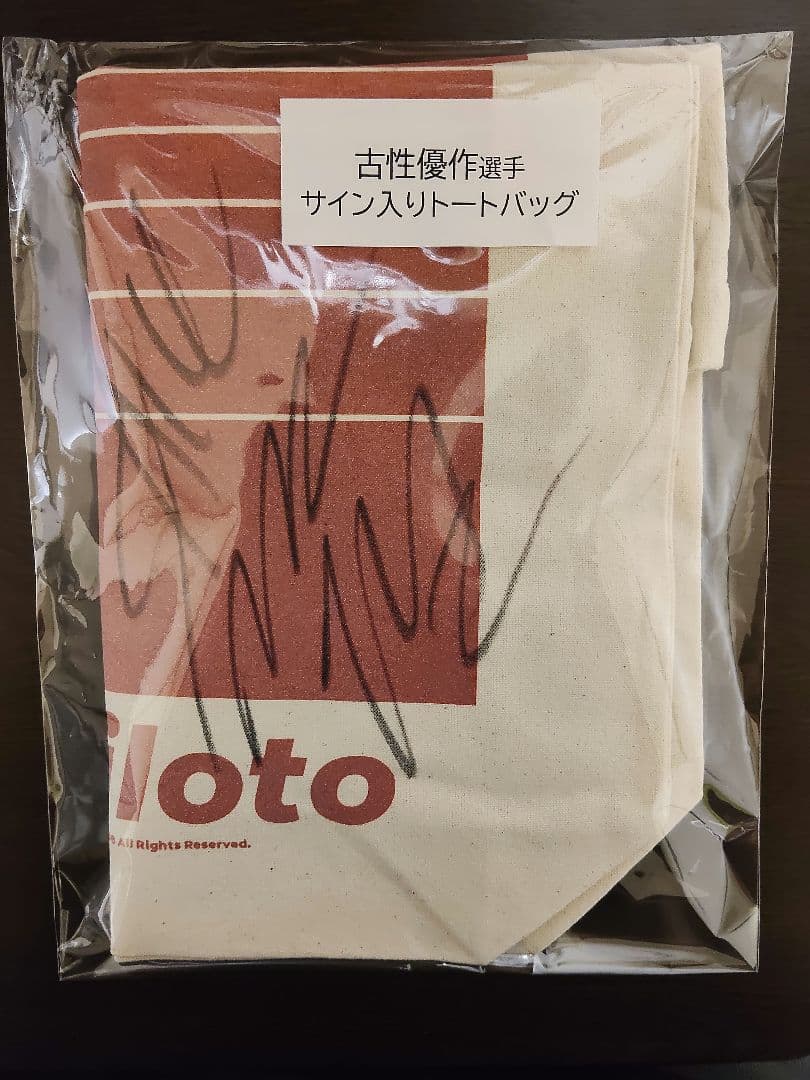 古性優作選手
サイン入りトートバッグ
iloto
All Rights Reserved.